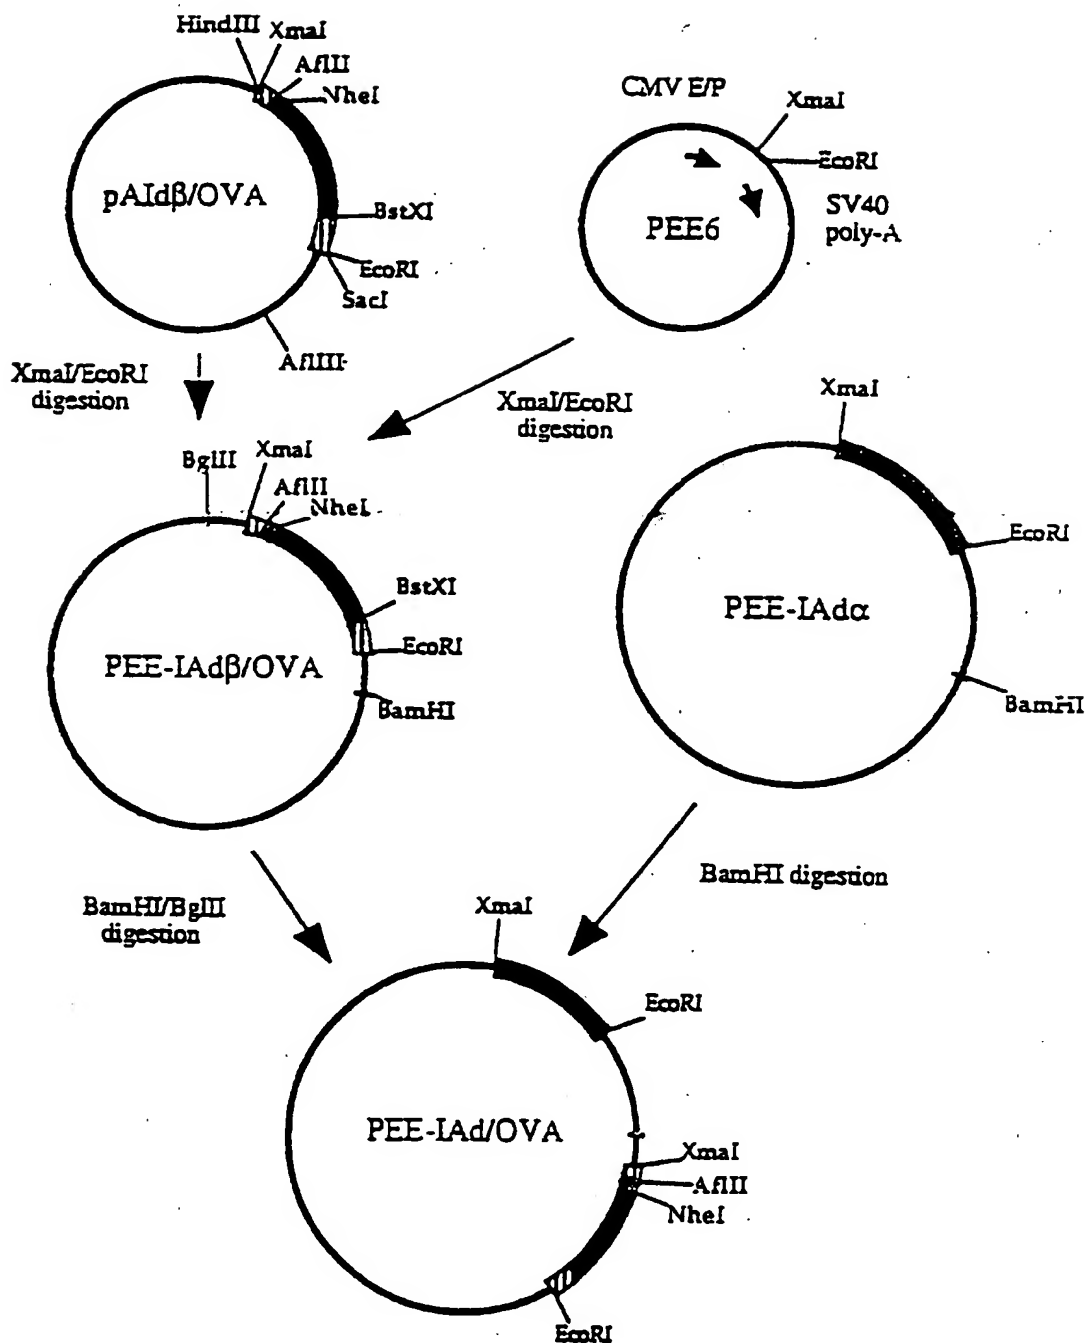 HindIII XmaI
AflII
NheI
pAIdβ/OVA
BstXI
EcoRI
SacI
AflIII
CMV E/P
XmaI
EcoRI
PEE6
SV40
poly-A
XmaI/EcoRI
digestion
XmaI/EcoRI
digestion
BglII
XmaI
AflII
NheI
BstXI
EcoRI
PEE-IAdβ/OVA
BamHI
XmaI
EcoRI
PEE-IAdα
BamHI
BamHI/BglII
digestion
BamHI digestion
XmaI
EcoRI
PEE-IAd/OVA
XmaI
AflII
NheI
EcoRI